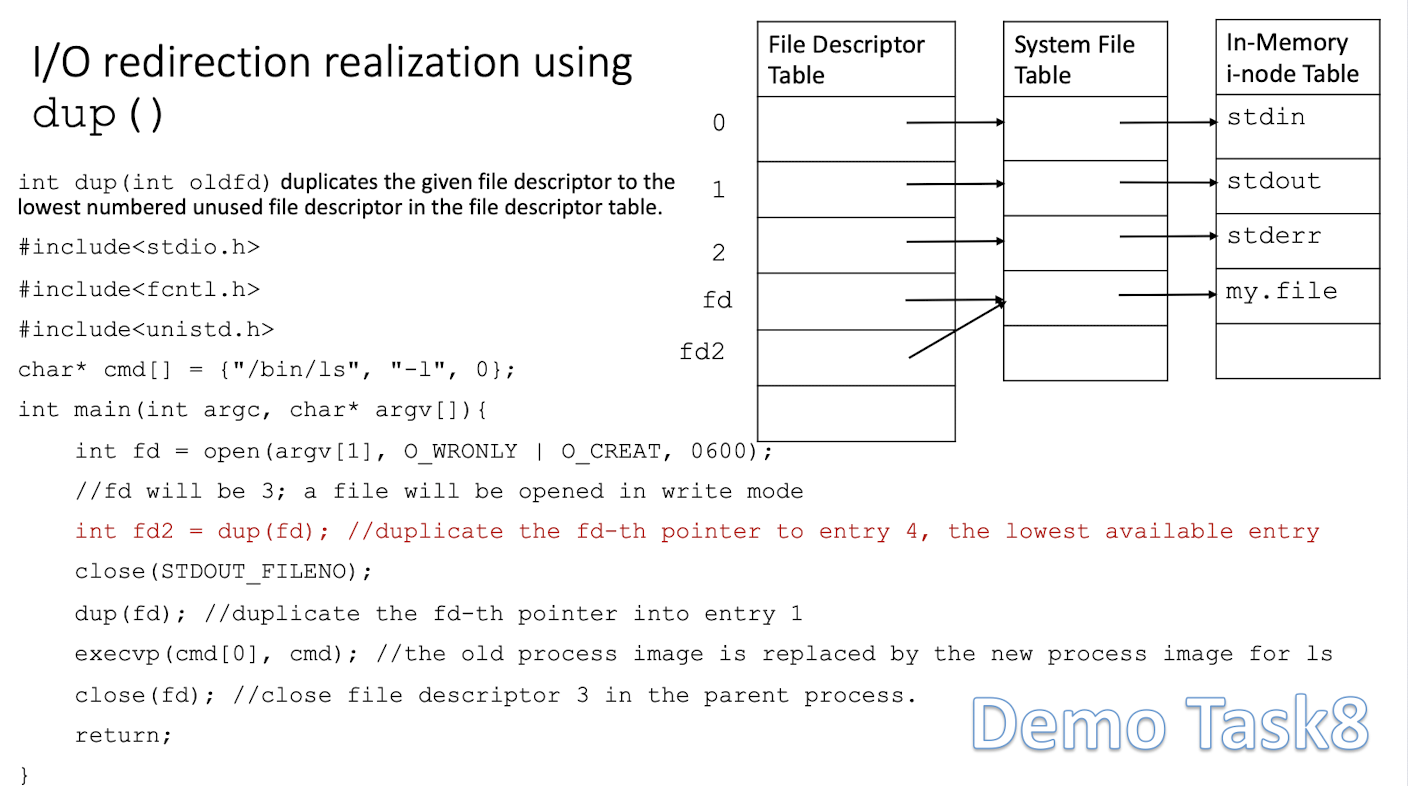 I/O redirection realization using
dup()
int dup(int oldfd) duplicates the given file descriptor to the
lowest numbered unused file descriptor in the file descriptor table.
#include<stdio.h>
#include<fcntl.h>
#include<unistd.h>
char* cmd[] = {"/bin/ls", "-l", 0};
int main(int argc, char* argv[]){
int fd = open(argv[1], O_WRONLY | O_CREAT, 0600);
//fd will be 3; a file will be opened in write mode
int fd2 = dup(fd); //duplicate the fd-th pointer to entry 4, the lowest available entry
close(STDOUT_FILENO);
dup(fd); //duplicate the fd-th pointer into entry 1
execvp(cmd[0], cmd); //the old process image is replaced by the new process image for ls
close(fd); //close file descriptor 3 in the parent process.
return;
}
File Descriptor
Table
System File
Table
In-Memory
i-node Table
0
stdin
1
stdout
2
stderr
fd
my.file
fd2
Demo Task8